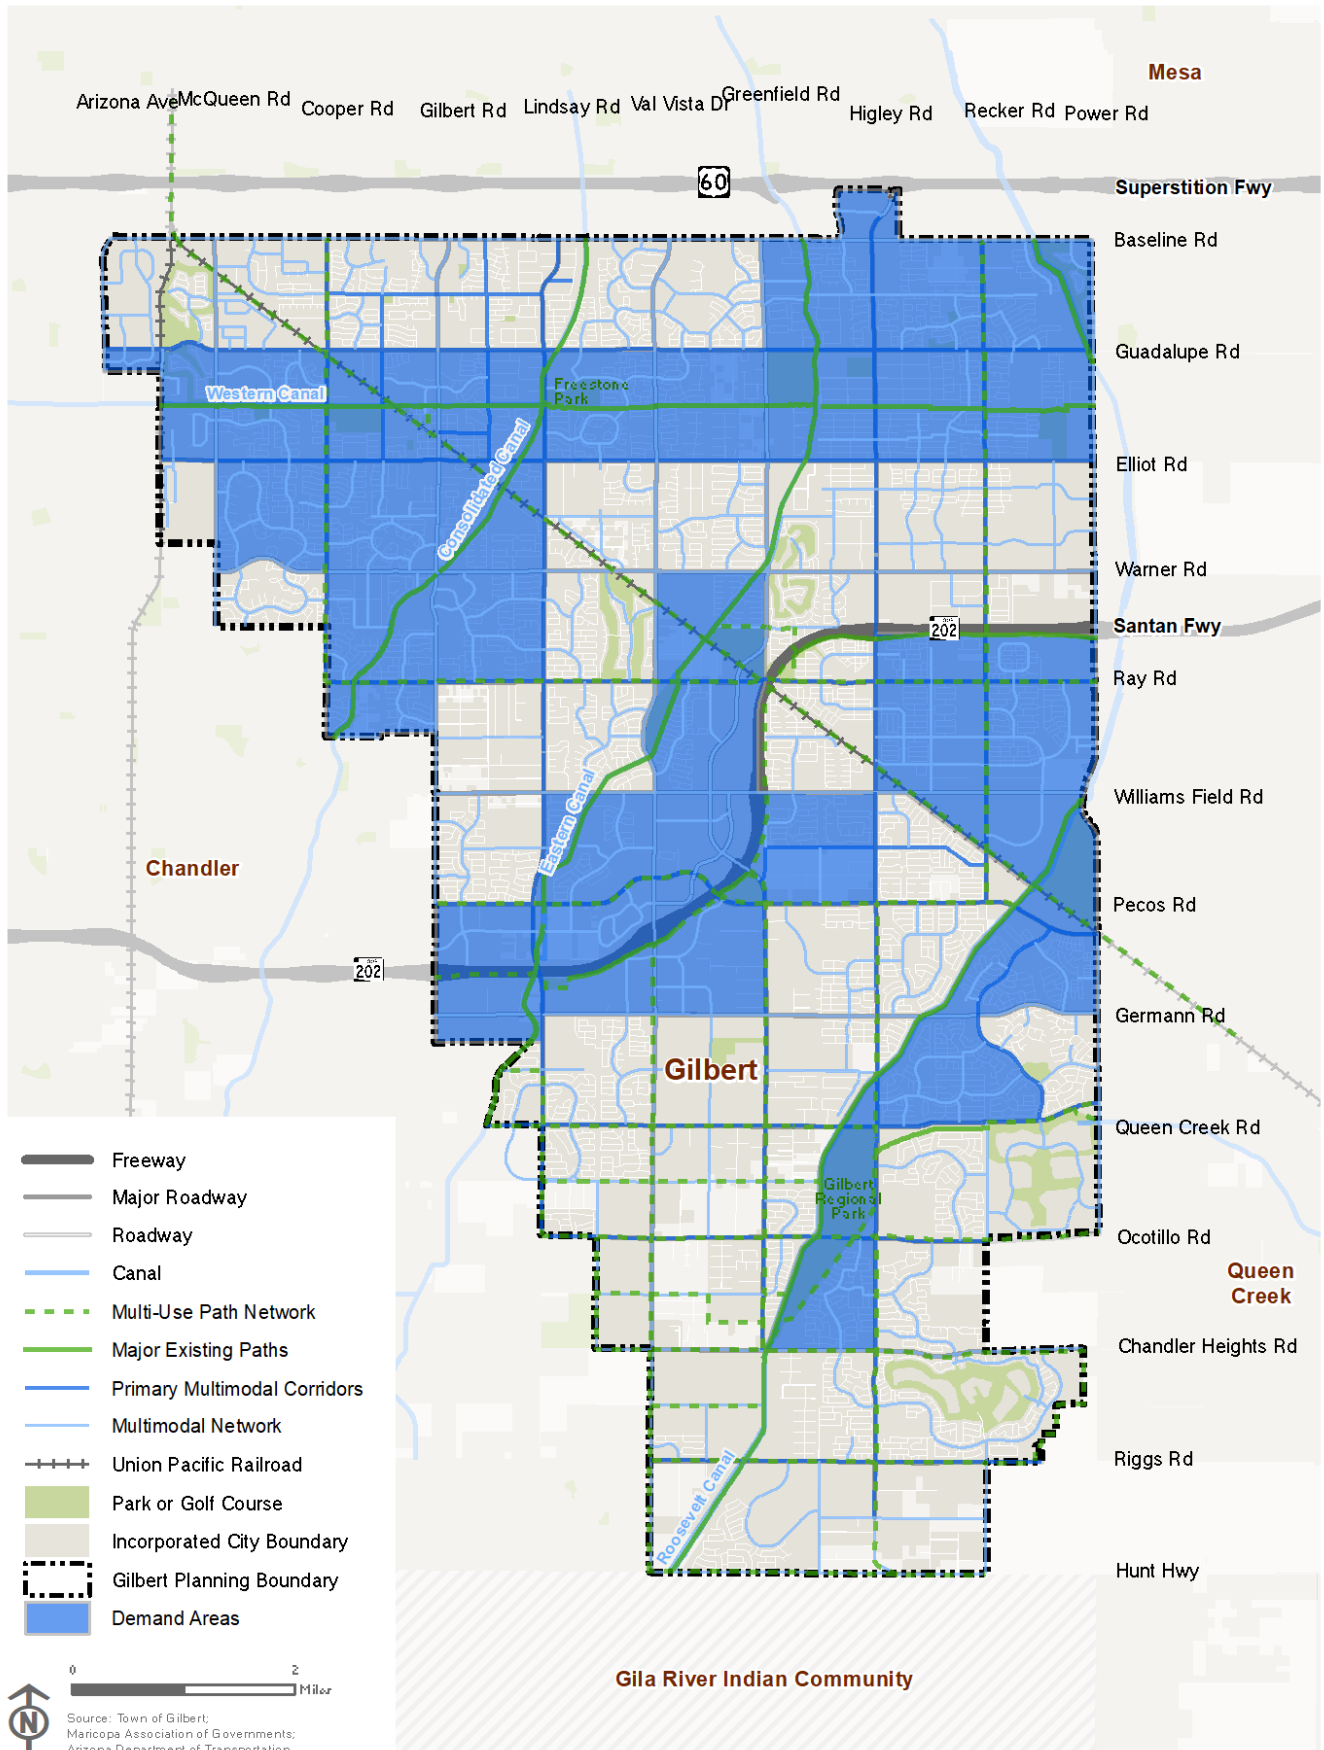 Mesa
Arizona Ave
McQueen Rd
Cooper Rd
Gilbert Rd
Lindsay Rd
Val Vista Dr
Greenfield Rd
Higley Rd
Recker Rd
Power Rd
60
Superstition Fwy
Baseline Rd
Guadalupe Rd
Western Canal
Freestone
Park
Consolidated Canal
Elliot Rd
Warner Rd
202
Santan Fwy
Ray Rd
Williams Field Rd
Eastern Canal
Chandler
Pecos Rd
202
Germann Rd
Gilbert
Queen Creek Rd
Gilbert
Regional
Park
Ocotillo Rd
Queen
Creek
Chandler Heights Rd
Riggs Rd
Roosevelt Canal
Hunt Hwy
Gila River Indian Community
Freeway
Major Roadway
Roadway
Canal
Multi-Use Path Network
Major Existing Paths
Primary Multimodal Corridors
Multimodal Network
Union Pacific Railroad
Park or Golf Course
Incorporated City Boundary
Gilbert Planning Boundary
Demand Areas
0 2
Miles
N
Source: Town of Gilbert;
Maricopa Association of Governments;
Arizona Department of Transportation